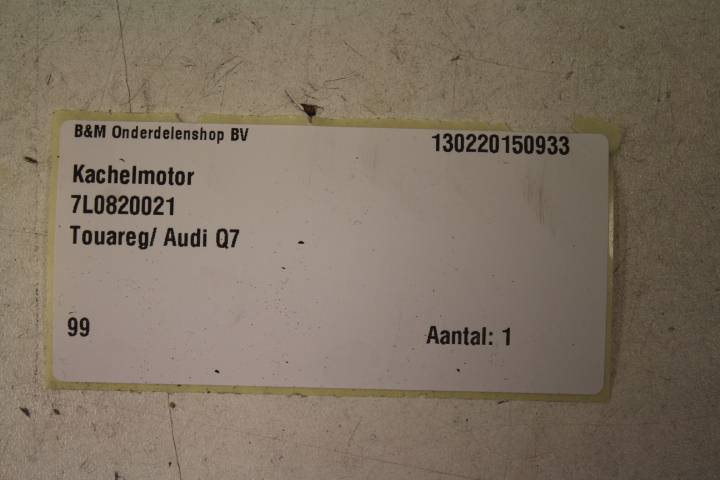 B&M Onderdelenshop BV
130220150933
Kachelmotor
7L0820021
Touareg/ Audi Q7
99
Aantal: 1